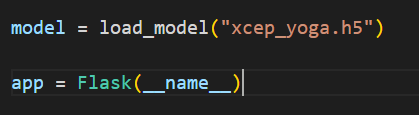 model = load_model("xcep_yoga.h5")
app = Flask(__name__)